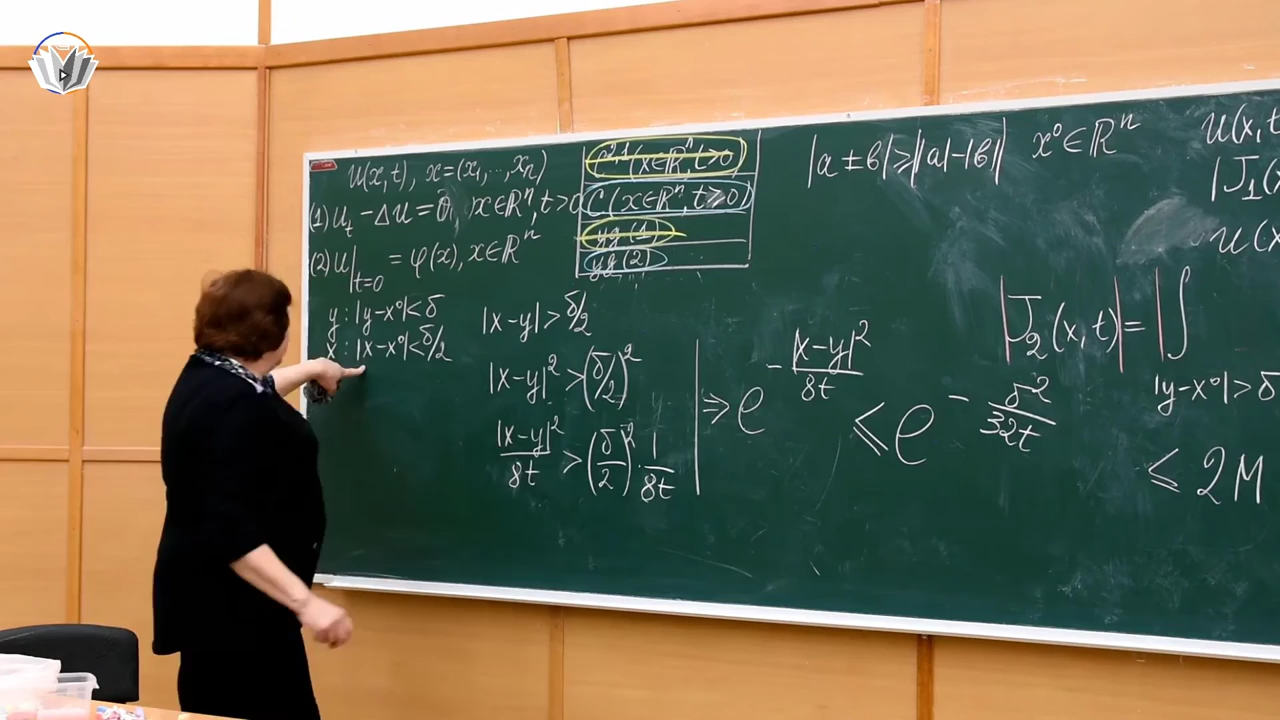 u(x,t), x=(x₁,...,xₙ)
(1) uₜ - Δu = 0, x∈ℝⁿ, t>0
(2) u|ₜ₌₀ = φ(x), x∈ℝⁿ
C²,¹(x∈ℝⁿ, t>0)
C(x∈ℝⁿ, t⩾0)
уд (1)
уд (2)
y: |y-x⁰|<δ
x: |x-x⁰|<δ/2
|x-y|>δ/2
|x-y|²>(δ/2)²
|x-y|²/8t > (δ/2)²·1/8t
⇒ e^(-|x-y|²/8t) ⩽ e^(-δ²/32t)
|a±b|⩾||a|-|b||
x⁰∈ℝⁿ
u(x,t
|J₁(x
u(x
|J₂(x,t)| = |∫
|y-x⁰|>δ
⩽ 2M